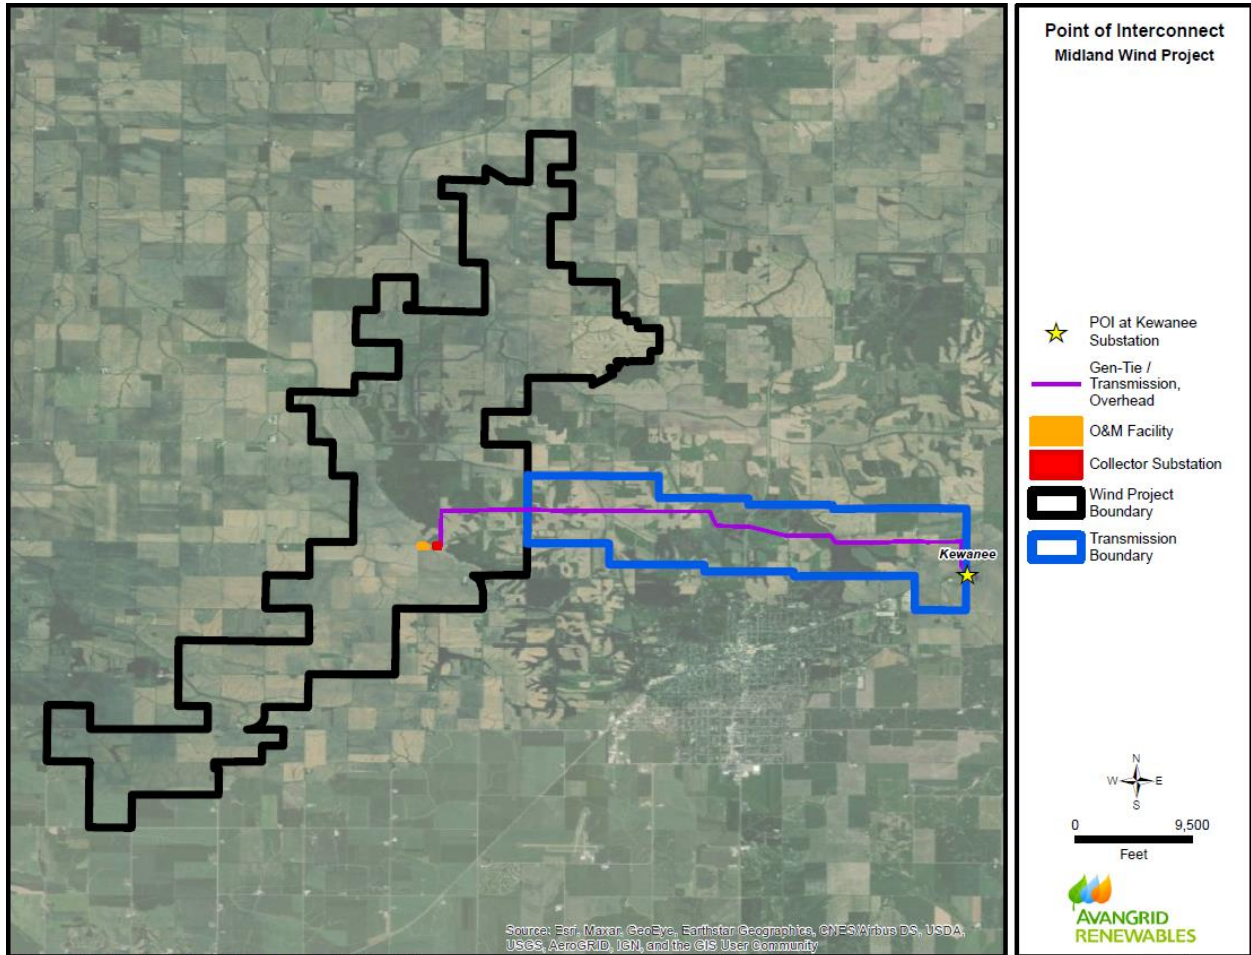 Point of Interconnect
Midland Wind Project
POI at Kewanee
Substation
Gen-Tie /
Transmission,
Overhead
O&M Facility
Collector Substation
Wind Project
Boundary
Transmission
Boundary
Kewanee
N
W E
S
0 9,500
Feet
AVANGRID
RENEWABLES
Source: Esri, Maxar, GeoEye, Earthstar Geographics, CNES/Airbus DS, USDA,
USGS, AeroGRID, IGN, and the GIS User Community